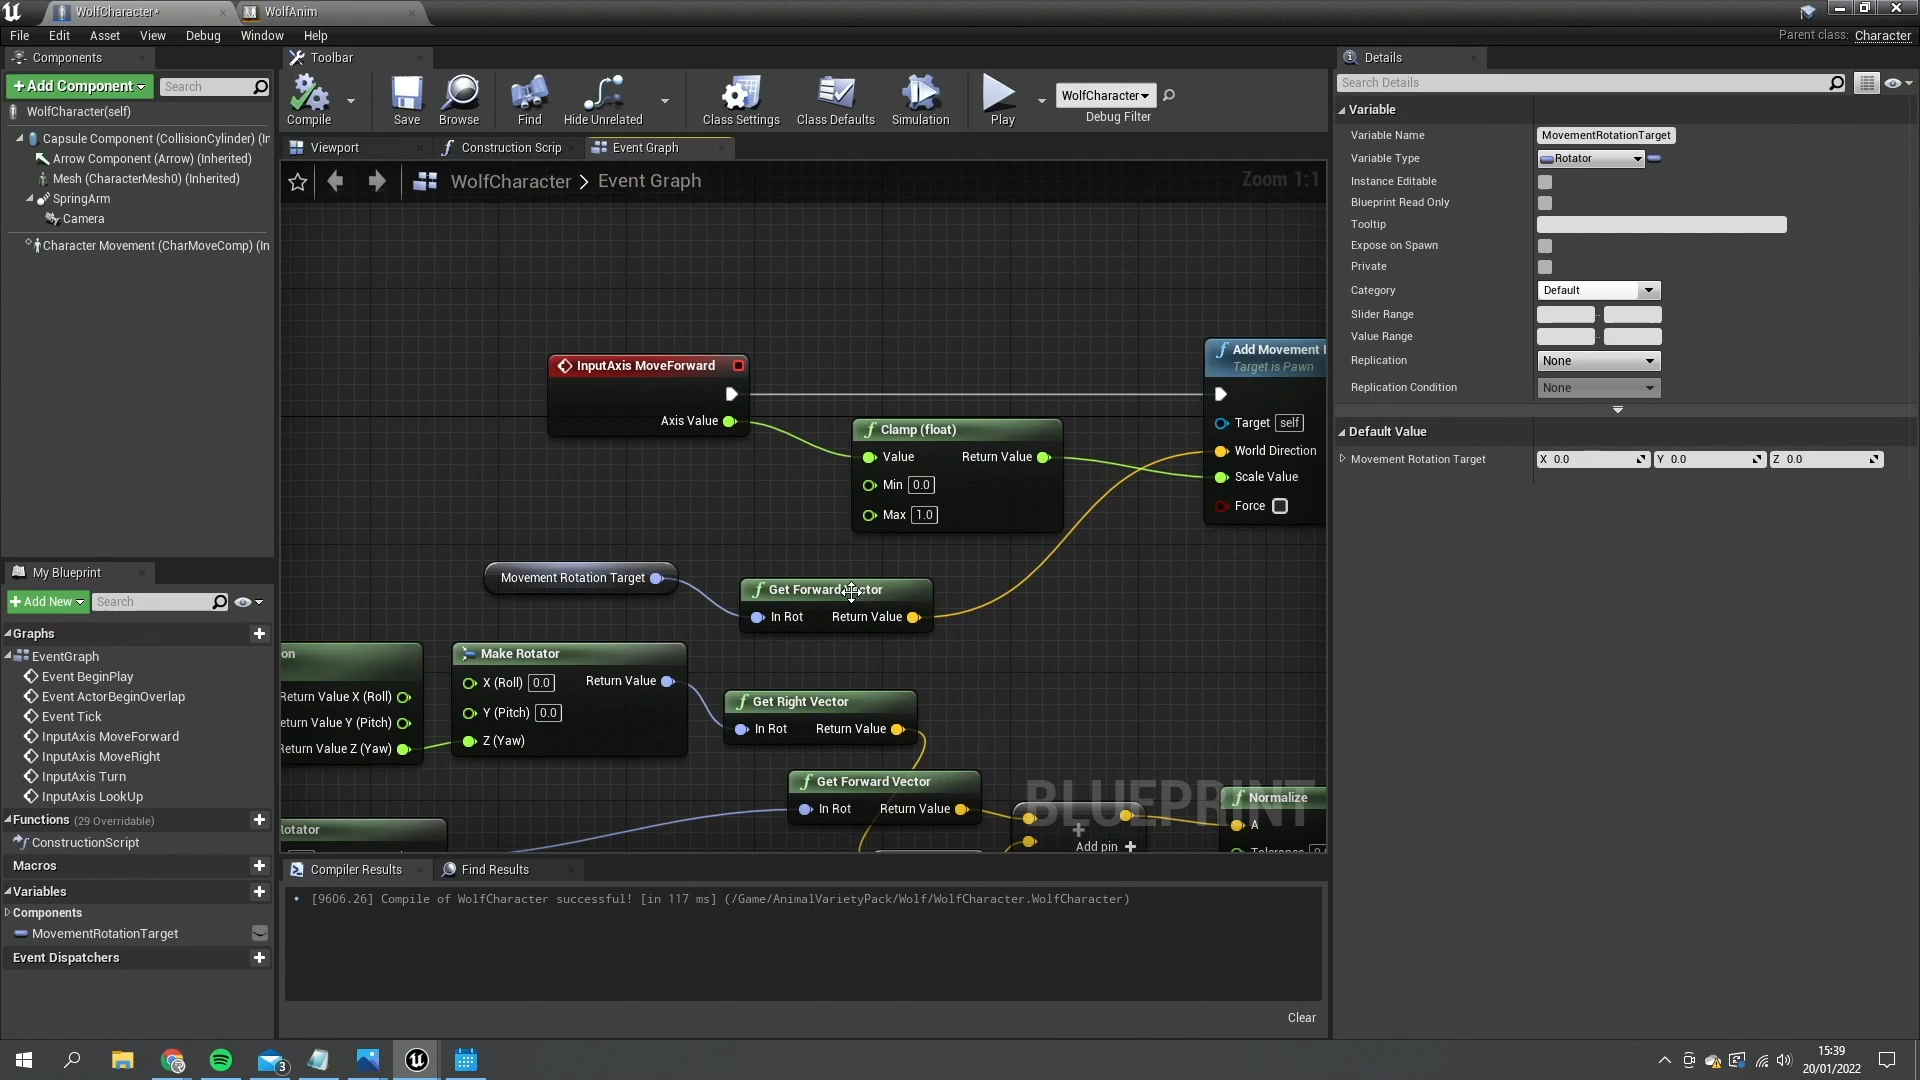 WolfCharacter*
WolfAnim
File Edit Asset View Debug Window Help
Parent class: Character
Components
+Add Component
Search
WolfCharacter(self)
Capsule Component (CollisionCylinder) (In
Arrow Component (Arrow) (Inherited)
Mesh (CharacterMesh0) (Inherited)
SpringArm
Camera
Character Movement (CharMoveComp) (In
My Blueprint
+Add New
Search
Graphs
EventGraph
Event BeginPlay
Event ActorBeginOverlap
Event Tick
InputAxis MoveForward
InputAxis MoveRight
InputAxis Turn
InputAxis LookUp
Functions (29 Overridable)
ConstructionScript
Macros
Variables
Components
MovementRotationTarget
Event Dispatchers
Toolbar
Compile
Save
Browse
Find
Hide Unrelated
Class Settings
Class Defaults
Simulation
Play
WolfCharacter
Debug Filter
Viewport
Construction Scrip
Event Graph
WolfCharacter > Event Graph
Zoom 1:1
InputAxis MoveForward
Axis Value
Clamp (float)
Value Return Value
Min 0.0
Max 1.0
Add Movement I
Target is Pawn
Target self
World Direction
Scale Value
Force
Movement Rotation Target
Get Forward Vector
In Rot Return Value
on
Return Value X (Roll)
eturn Value Y (Pitch)
Return Value Z (Yaw)
Make Rotator
X (Roll) 0.0 Return Value
Y (Pitch) 0.0
Z (Yaw)
Get Right Vector
In Rot Return Value
Get Forward Vector
In Rot Return Value
BLUEPRINT
Add pin +
Normalize
A
Tolerance
Rotator
Compiler Results
Find Results
• [9606.26] Compile of WolfCharacter successful! [in 117 ms] (/Game/AnimalVarietyPack/Wolf/WolfCharacter.WolfCharacter)
Clear
Details
Search Details
Variable
Variable Name MovementRotationTarget
Variable Type Rotator
Instance Editable
Blueprint Read Only
Tooltip
Expose on Spawn
Private
Category Default
Slider Range
Value Range
Replication None
Replication Condition None
Default Value
Movement Rotation Target X 0.0 Y 0.0 Z 0.0
3
15:39
20/01/2022